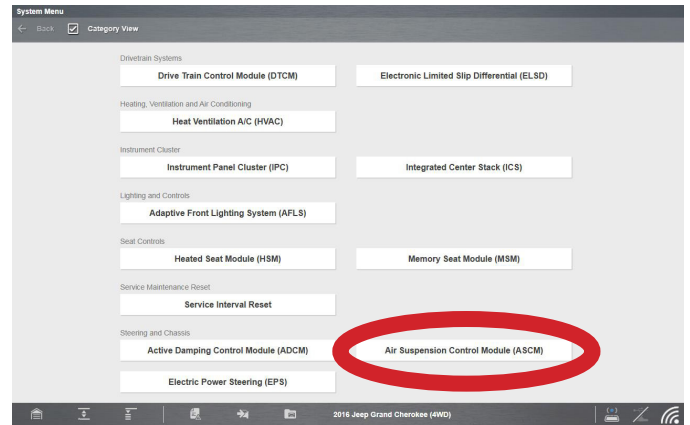 System Menu
Back Category View
Drivetrain Systems
Drive Train Control Module (DTCM) Electronic Limited Slip Differential (ELSD)
Heating, Ventilation and Air Conditioning
Heat Ventilation A/C (HVAC)
Instrument Cluster
Instrument Panel Cluster (IPC) Integrated Center Stack (ICS)
Lighting and Controls
Adaptive Front Lighting System (AFLS)
Seat Controls
Heated Seat Module (HSM) Memory Seat Module (MSM)
Service Maintenance Reset
Service Interval Reset
Steering and Chassis
Active Damping Control Module (ADCM) Air Suspension Control Module (ASCM)
Electric Power Steering (EPS)
2016 Jeep Grand Cherokee (4WD)